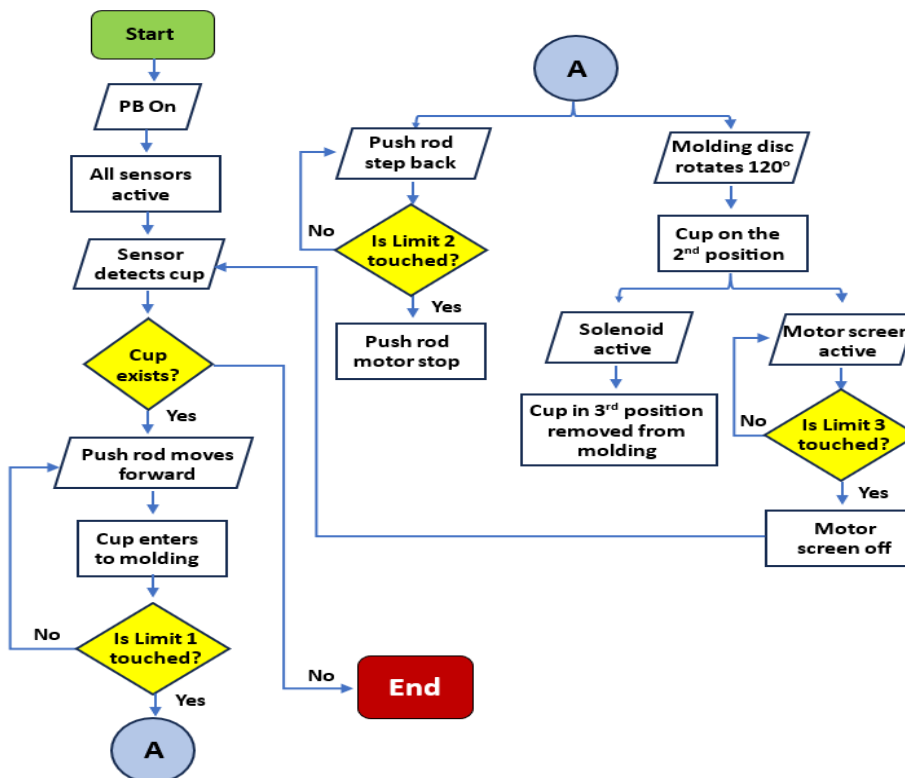 Start
PB On
All sensors
active
Sensor
detects cup
Cup
exists?
Yes
Push rod moves
forward
Cup enters
to molding
Is Limit 1
touched?
No
Yes
A
No
End
A
Push rod
step back
Is Limit 2
touched?
No
Yes
Push rod
motor stop
Molding disc
rotates 120°
Cup on the
2nd position
Solenoid
active
Cup in 3rd position
removed from
molding
Motor screen
active
Is Limit 3
touched?
No
Yes
Motor
screen off